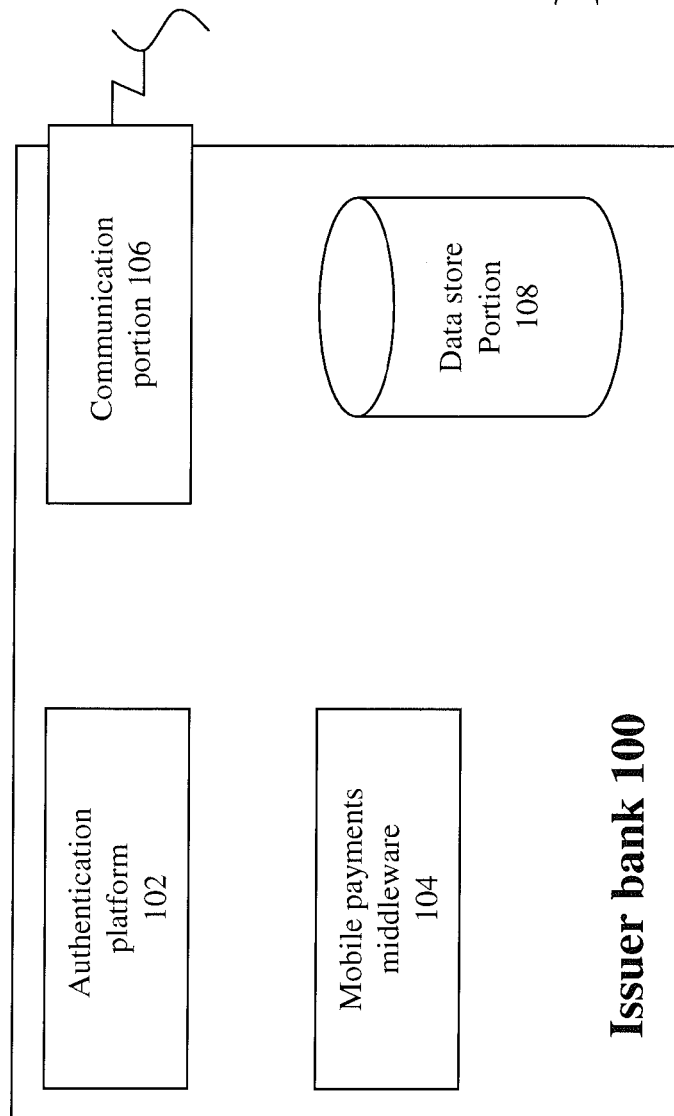 Authentication
platform
102
Communication
portion 106
Mobile payments
middleware
104
Data store
Portion
108
Issuer bank 100